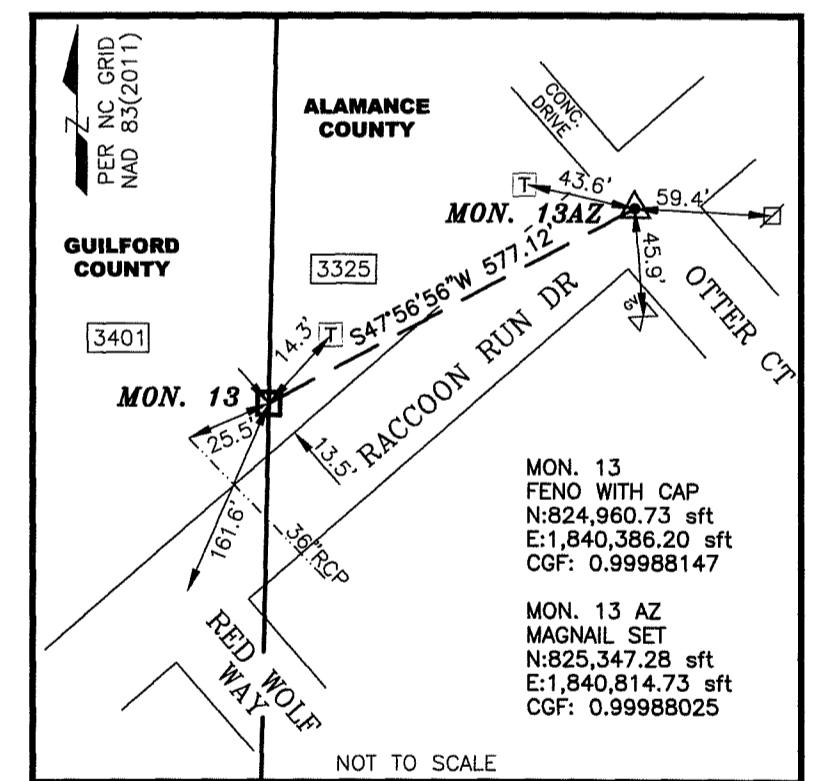 PER NC GRID
NAD 83(2011)
N
ALAMANCE
COUNTY
CONC.
DRIVE
T
43.6'
59.4'
MON. 13AZ
GUILFORD
COUNTY
3325
S47°56'56"W 577.12'
45.9'
GV
OTTER CT
3401
14.3'
T
MON. 13
25.5'
13.5'
RACCOON RUN DR
161.6'
36"RCP
RED WOLF
WAY
MON. 13
FENO WITH CAP
N:824,960.73 sft
E:1,840,386.20 sft
CGF: 0.99988147
MON. 13 AZ
MAGNAIL SET
N:825,347.28 sft
E:1,840,814.73 sft
CGF: 0.99988025
NOT TO SCALE